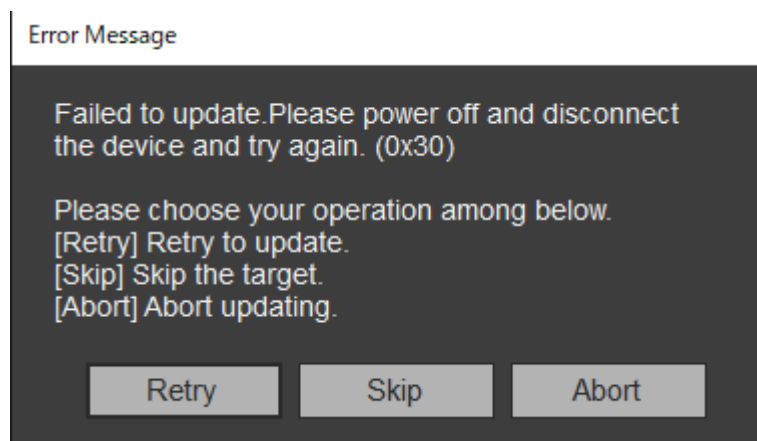 Error Message
Failed to update.Please power off and disconnect
the device and try again. (0x30)
Please choose your operation among below.
[Retry] Retry to update.
[Skip] Skip the target.
[Abort] Abort updating.
Retry Skip Abort